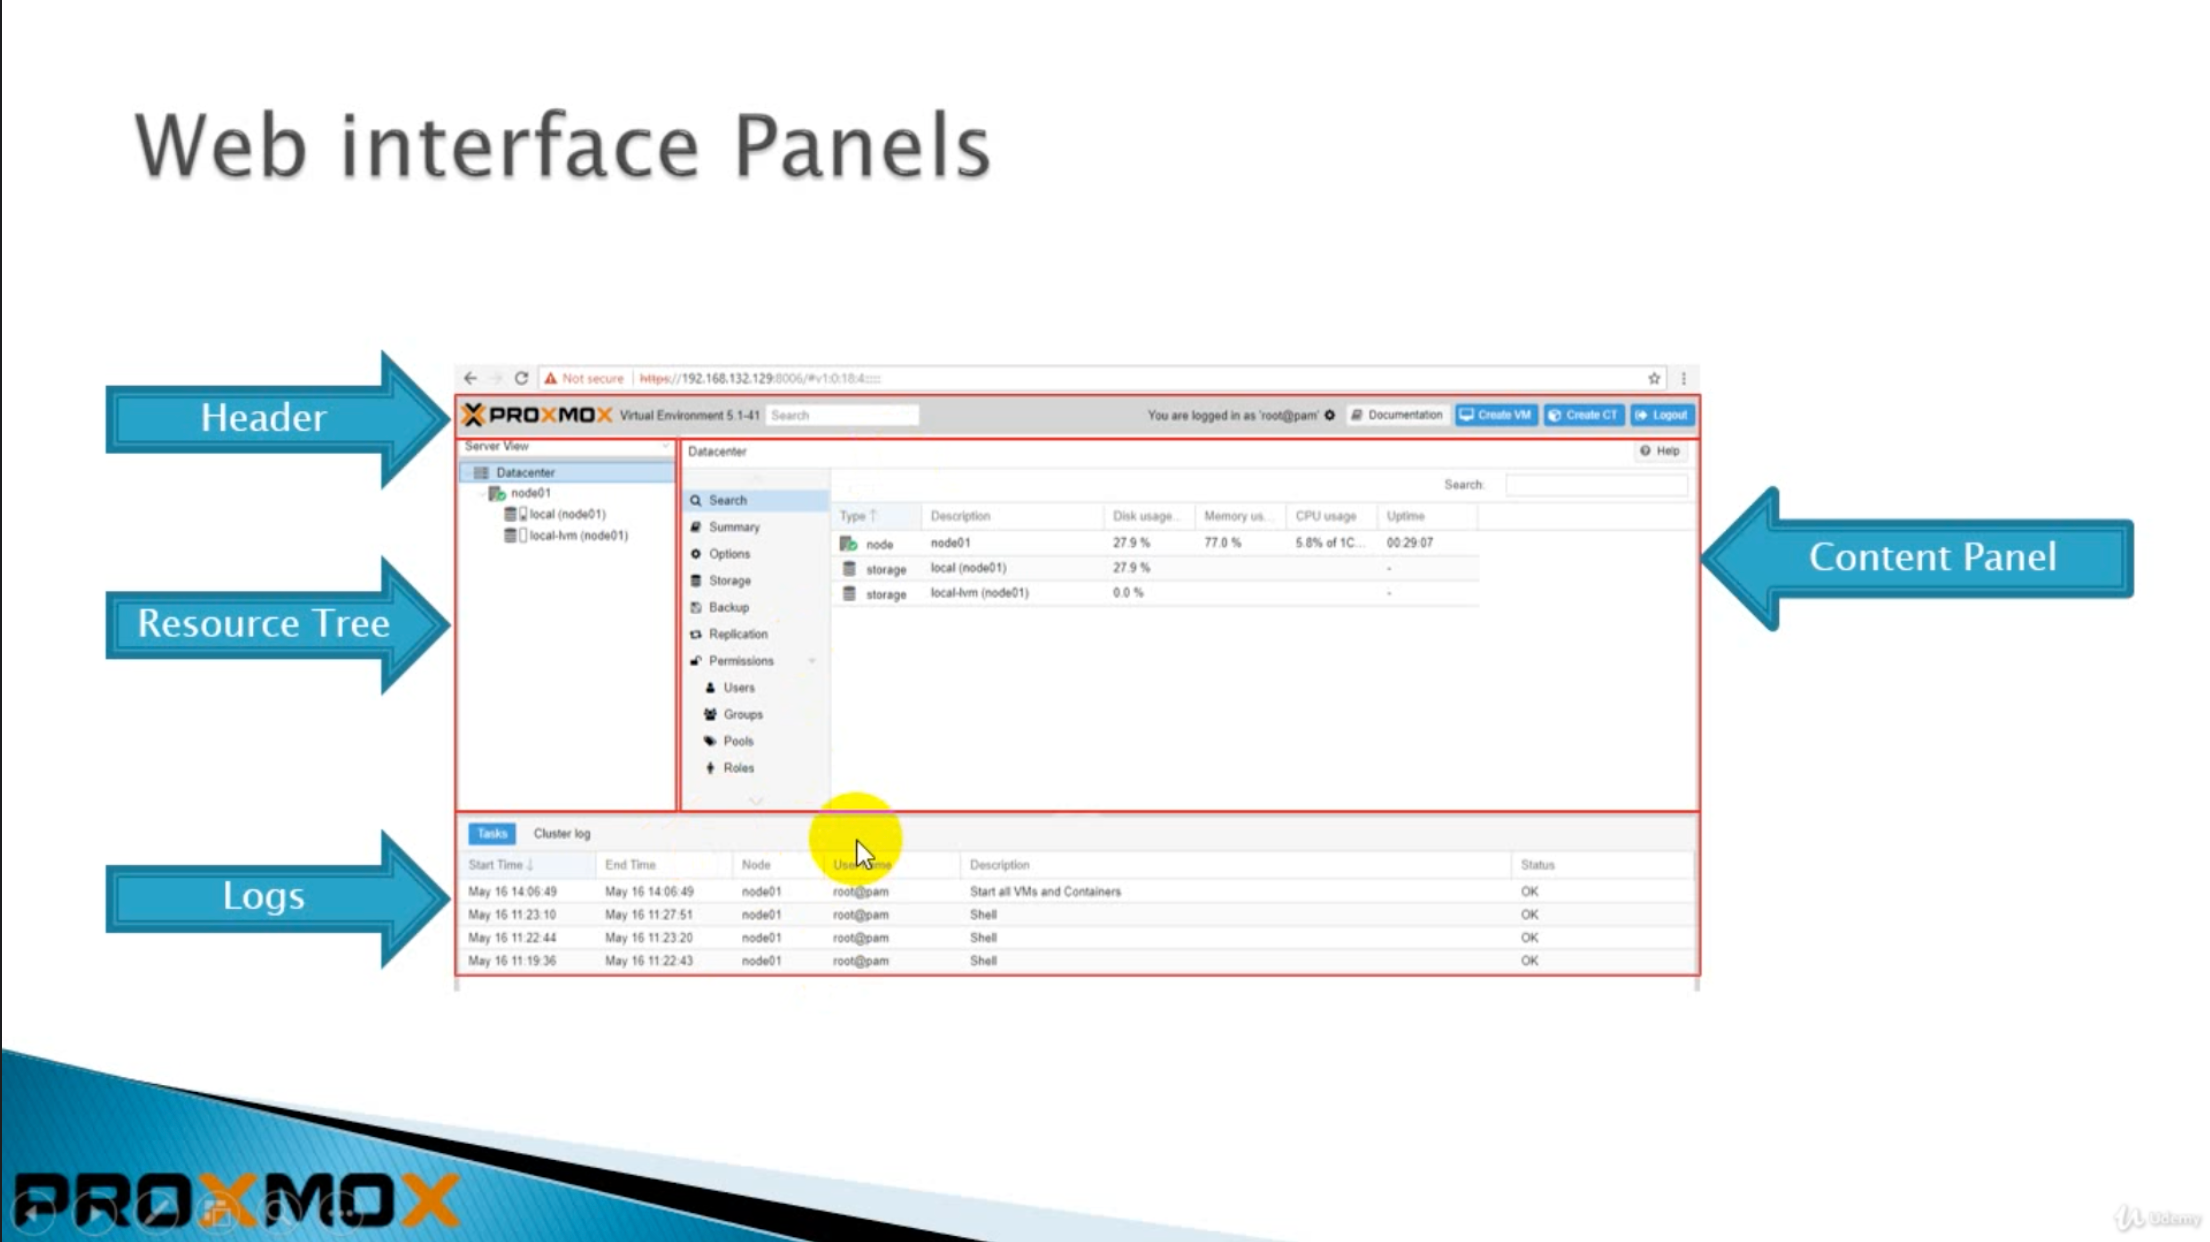 Web interface Panels
Header
Resource Tree
Logs
Content Panel
Not secure https://192.168.132.129:8006/#v1:0:18:4:::::
PROXMOX Virtual Environment 5.1-41 Search You are logged in as 'root@pam' Documentation Create VM Create CT Logout
Server View
Datacenter
node01
local (node01)
local-lvm (node01)
Datacenter Help
Search
Summary
Options
Storage
Backup
Replication
Permissions
Users
Groups
Pools
Roles
Search:
Type Description Disk usage... Memory us... CPU usage Uptime
node node01 27.9 % 77.0 % 5.8% of 1C... 00:29:07
storage local (node01) 27.9 % -
storage local-lvm (node01) 0.0 % -
Tasks Cluster log
Start Time End Time Node Description Status
May 16 14:06:49 May 16 14:06:49 node01 root@pam Start all VMs and Containers OK
May 16 11:23:10 May 16 11:27:51 node01 root@pam Shell OK
May 16 11:22:44 May 16 11:23:20 node01 root@pam Shell OK
May 16 11:19:36 May 16 11:22:43 node01 root@pam Shell OK
PROXMOX
Udemy